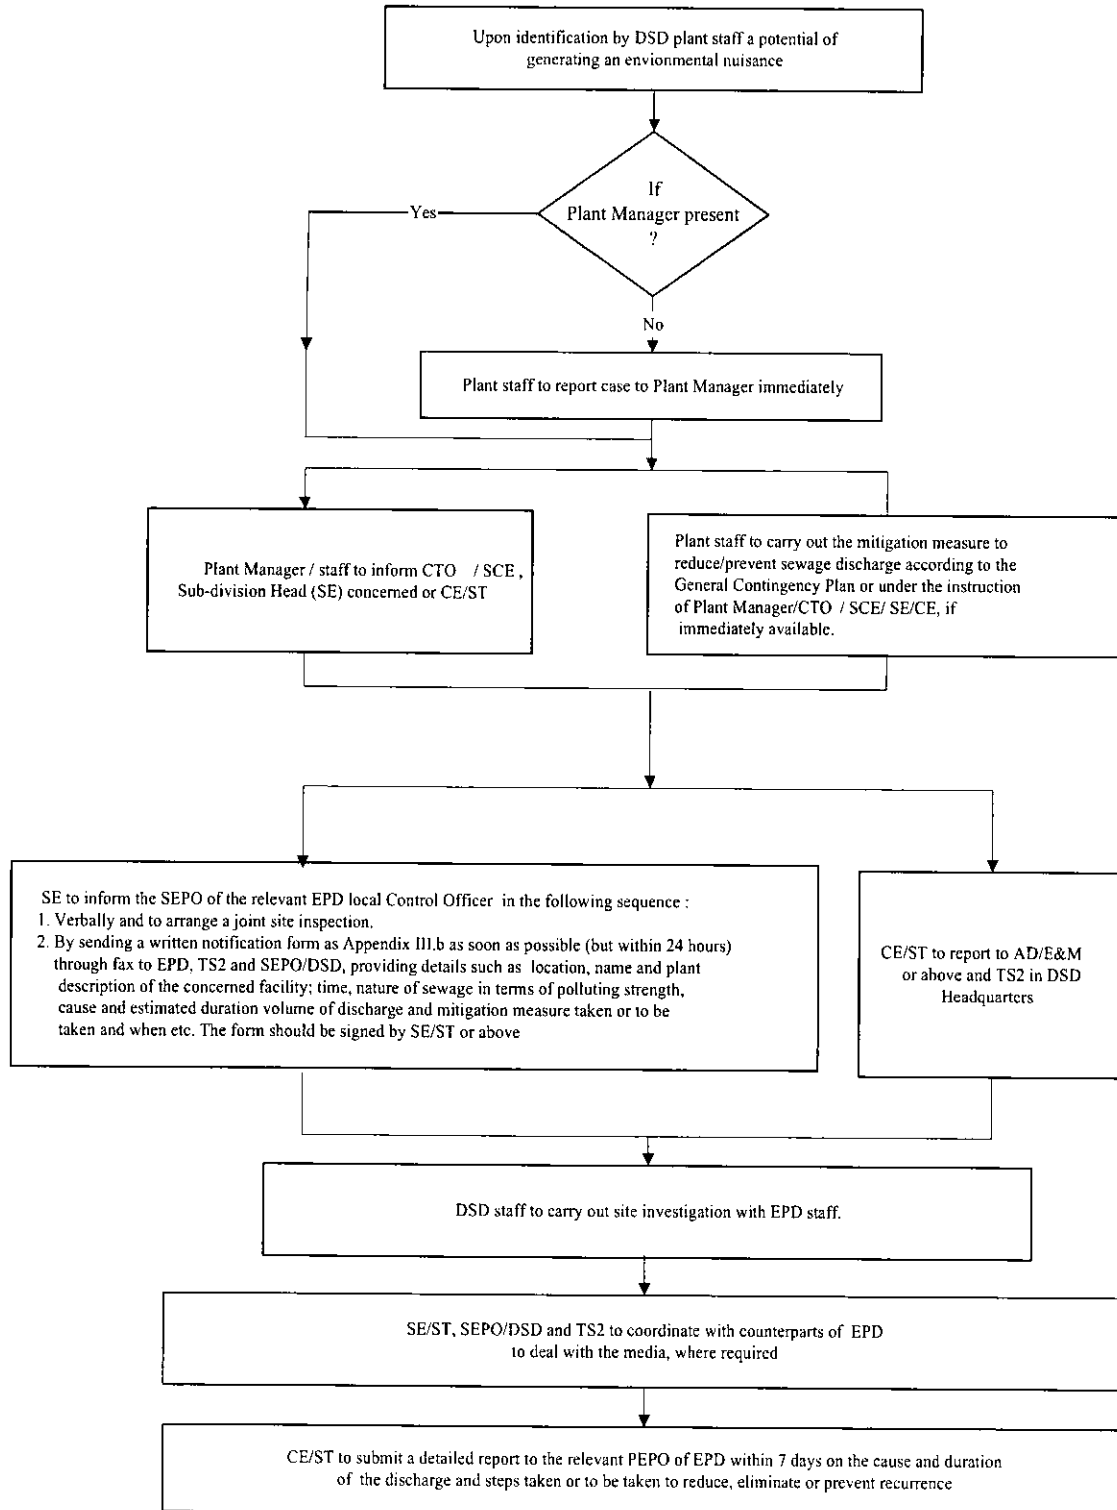 Upon identification by DSD plant staff a potential of
generating an envionmental nuisance
If
Plant Manager present
?
Yes
No
Plant staff to report case to Plant Manager immediately
Plant Manager / staff to inform CTO / SCE ,
Sub-division Head (SE) concerned or CE/ST
Plant staff to carry out the mitigation measure to
reduce/prevent sewage discharge according to the
General Contingency Plan or under the instruction
of Plant Manager/CTO / SCE/ SE/CE, if
immediately available.
SE to inform the SEPO of the relevant EPD local Control Officer in the following sequence :
1. Verbally and to arrange a joint site inspection.
2. By sending a written notification form as Appendix III.b as soon as possible (but within 24 hours)
through fax to EPD, TS2 and SEPO/DSD, providing details such as location, name and plant
description of the concerned facility; time, nature of sewage in terms of polluting strength,
cause and estimated duration volume of discharge and mitigation measure taken or to be
taken and when etc. The form should be signed by SE/ST or above
CE/ST to report to AD/E&M
or above and TS2 in DSD
Headquarters
DSD staff to carry out site investigation with EPD staff.
SE/ST, SEPO/DSD and TS2 to coordinate with counterparts of EPD
to deal with the media, where required
CE/ST to submit a detailed report to the relevant PEPO of EPD within 7 days on the cause and duration
of the discharge and steps taken or to be taken to reduce, eliminate or prevent recurrence